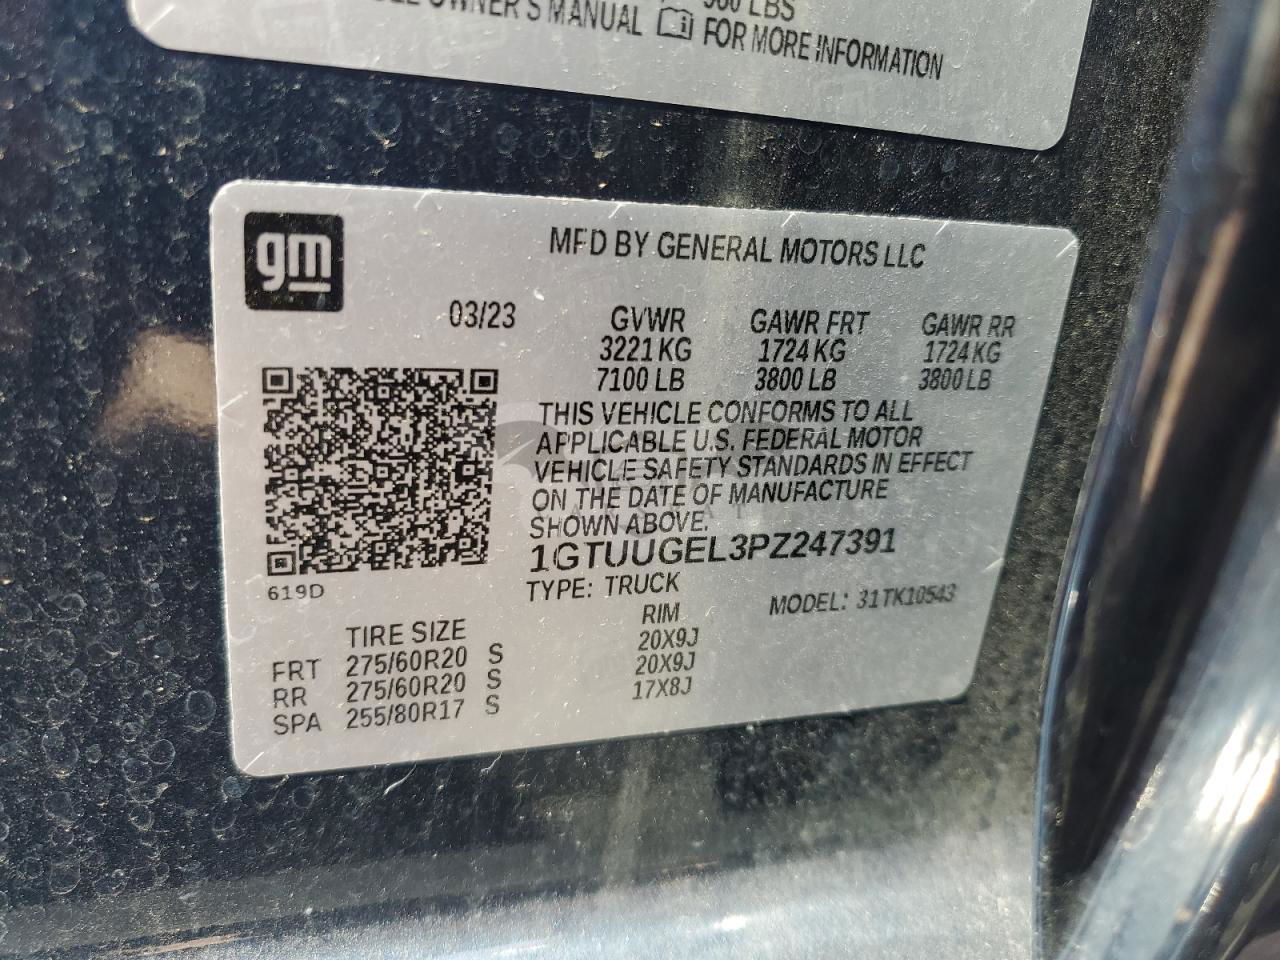 500 LBS
OWNER'S MANUAL FOR MORE INFORMATION
gm
MFD BY GENERAL MOTORS LLC
03/23 GVWR GAWR FRT GAWR RR
3221 KG 1724 KG 1724 KG
7100 LB 3800 LB 3800 LB
THIS VEHICLE CONFORMS TO ALL
APPLICABLE U.S. FEDERAL MOTOR
VEHICLE SAFETY STANDARDS IN EFFECT
ON THE DATE OF MANUFACTURE
SHOWN ABOVE.
1GTUUGEL3PZ247391
619D
TYPE: TRUCK MODEL: 31TK10543
TIRE SIZE RIM
FRT 275/60R20 S 20X9J
RR 275/60R20 S 20X9J
SPA 255/80R17 S 17X8J